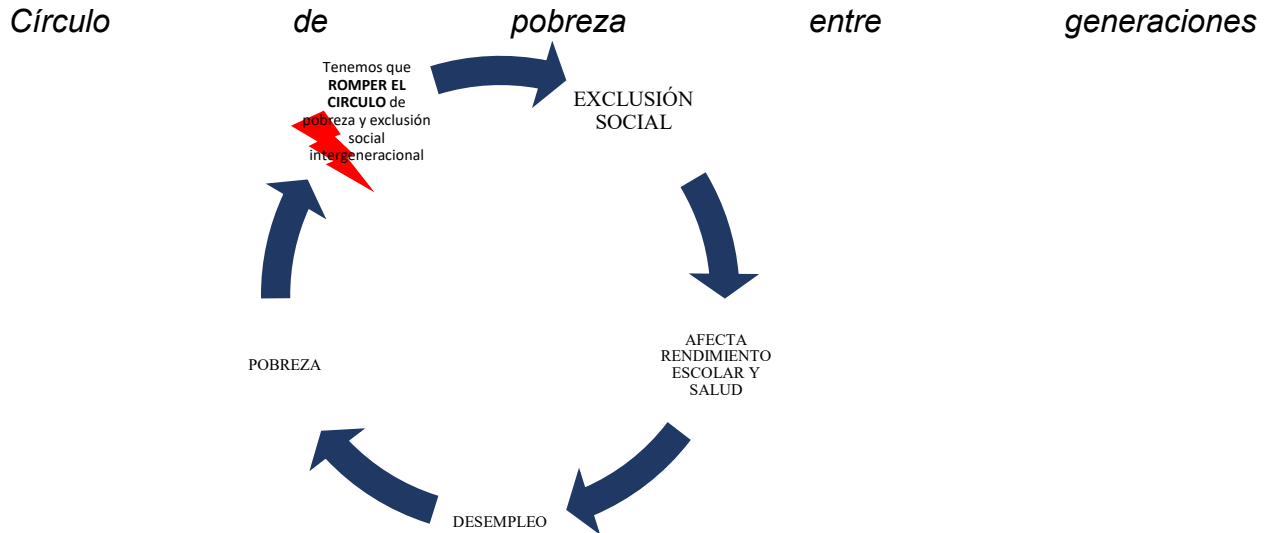 Círculo de pobreza entre generaciones
Tenemos que
ROMPER EL
CIRCULO de
pobreza y exclusión
social
intergeneracional
EXCLUSIÓN
SOCIAL
AFECTA
RENDIMIENTO
ESCOLAR Y
SALUD
DESEMPLEO
POBREZA